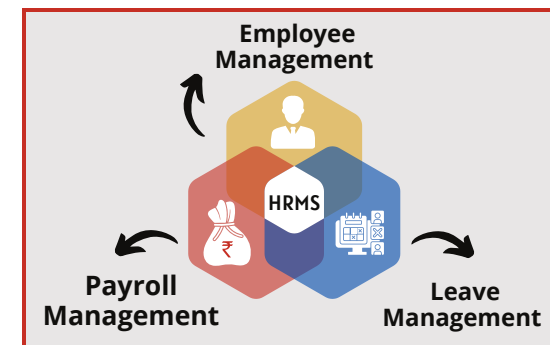 Employee
Management
HRMS
₹
Payroll
Management
Leave
Management